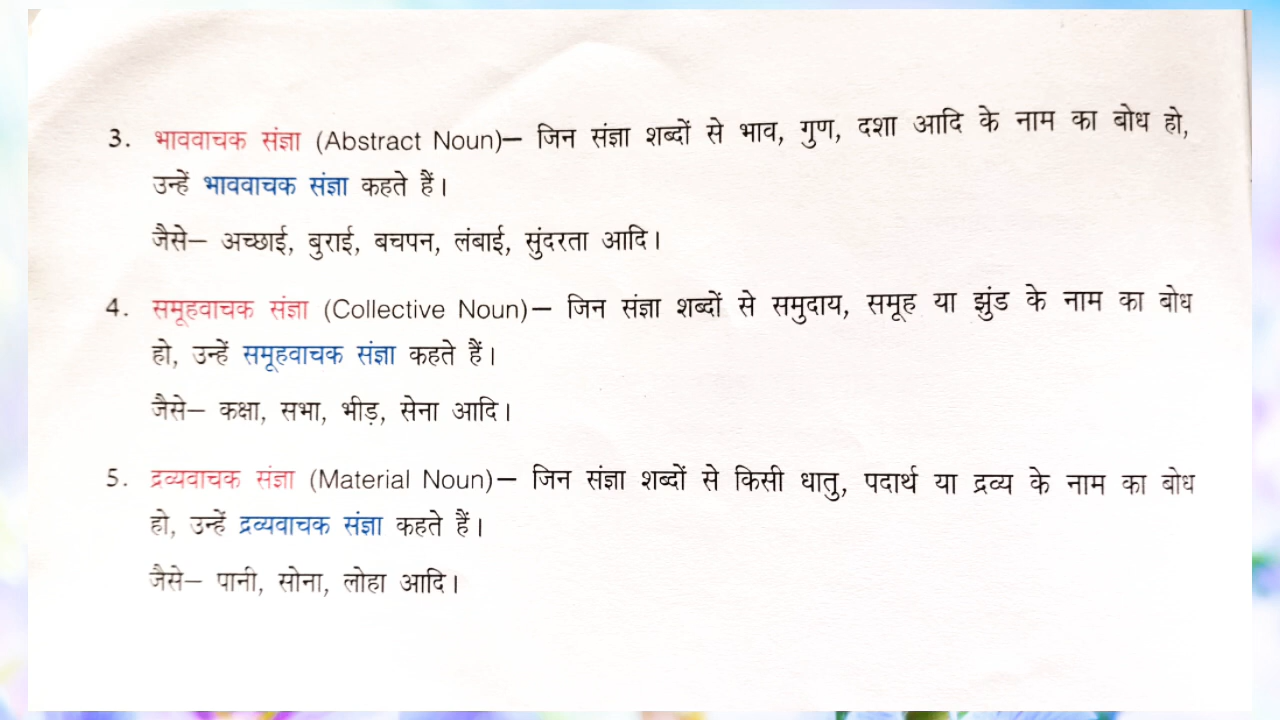 3. भाववाचक संज्ञा (Abstract Noun)– जिन संज्ञा शब्दों से भाव, गुण, दशा आदि के नाम का बोध हो,
उन्हें भाववाचक संज्ञा कहते हैं।
जैसे– अच्छाई, बुराई, बचपन, लंबाई, सुंदरता आदि।
4. समूहवाचक संज्ञा (Collective Noun)– जिन संज्ञा शब्दों से समुदाय, समूह या झुंड के नाम का बोध
हो, उन्हें समूहवाचक संज्ञा कहते हैं।
जैसे– कक्षा, सभा, भीड़, सेना आदि।
5. द्रव्यवाचक संज्ञा (Material Noun)– जिन संज्ञा शब्दों से किसी धातु, पदार्थ या द्रव्य के नाम का बोध
हो, उन्हें द्रव्यवाचक संज्ञा कहते हैं।
जैसे– पानी, सोना, लोहा आदि।